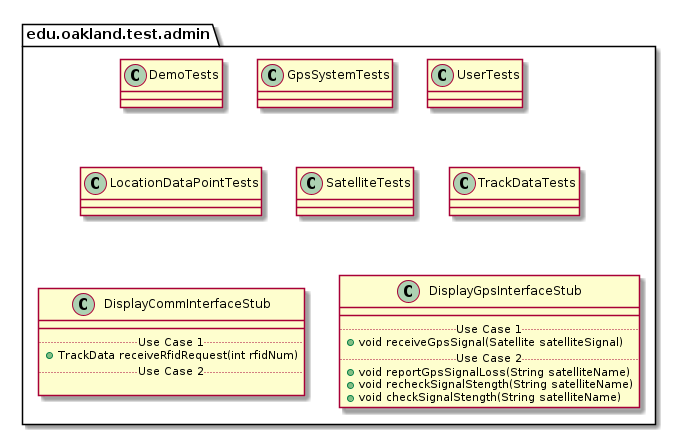 edu.oakland.test.admin
C DemoTests
C GpsSystemTests
C UserTests
C LocationDataPointTests
C SatelliteTests
C TrackDataTests
C DisplayCommInterfaceStub
Use Case 1
TrackData receiveRfidRequest(int rfidNum)
Use Case 2
C DisplayGpsInterfaceStub
Use Case 1
void receiveGpsSignal(Satellite satelliteSignal)
Use Case 2
void reportGpsSignalLoss(String satelliteName)
void recheckSignalStength(String satelliteName)
void checkSignalStength(String satelliteName)